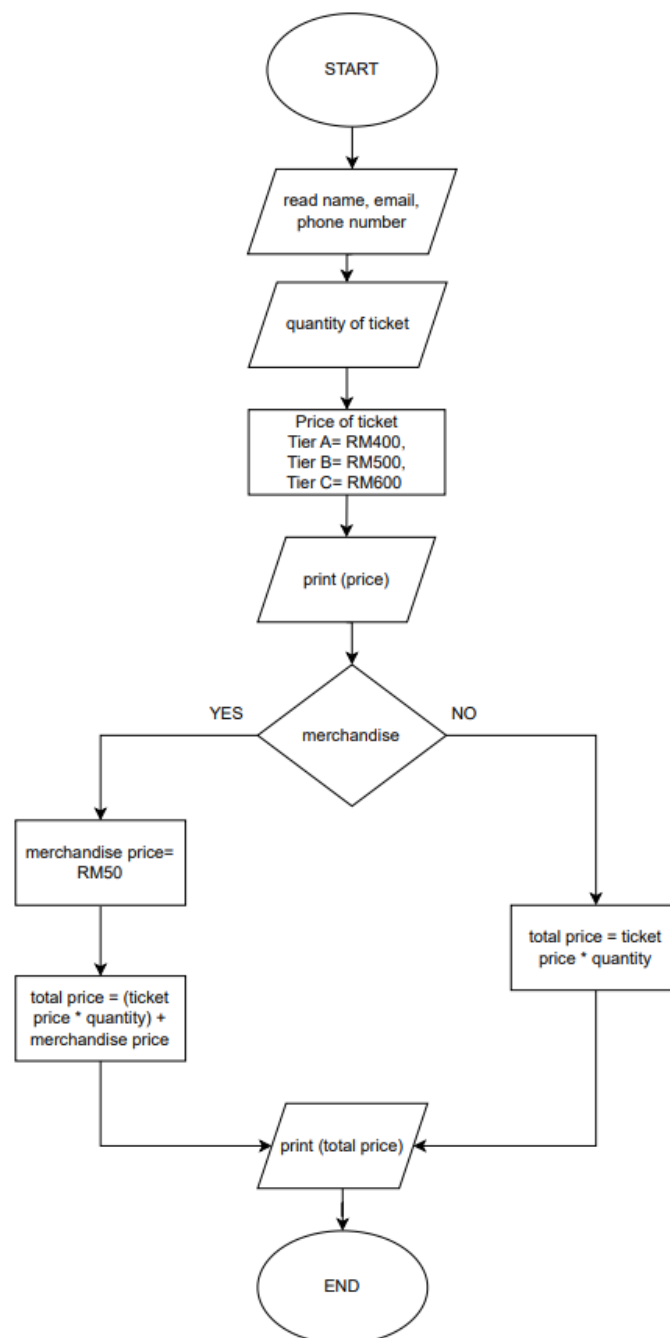 START
read name, email,
phone number
quantity of ticket
Price of ticket
Tier A= RM400,
Tier B= RM500,
Tier C= RM600
print (price)
YES
NO
merchandise
merchandise price=
RM50
total price = (ticket
price * quantity) +
merchandise price
total price = ticket
price * quantity
print (total price)
END